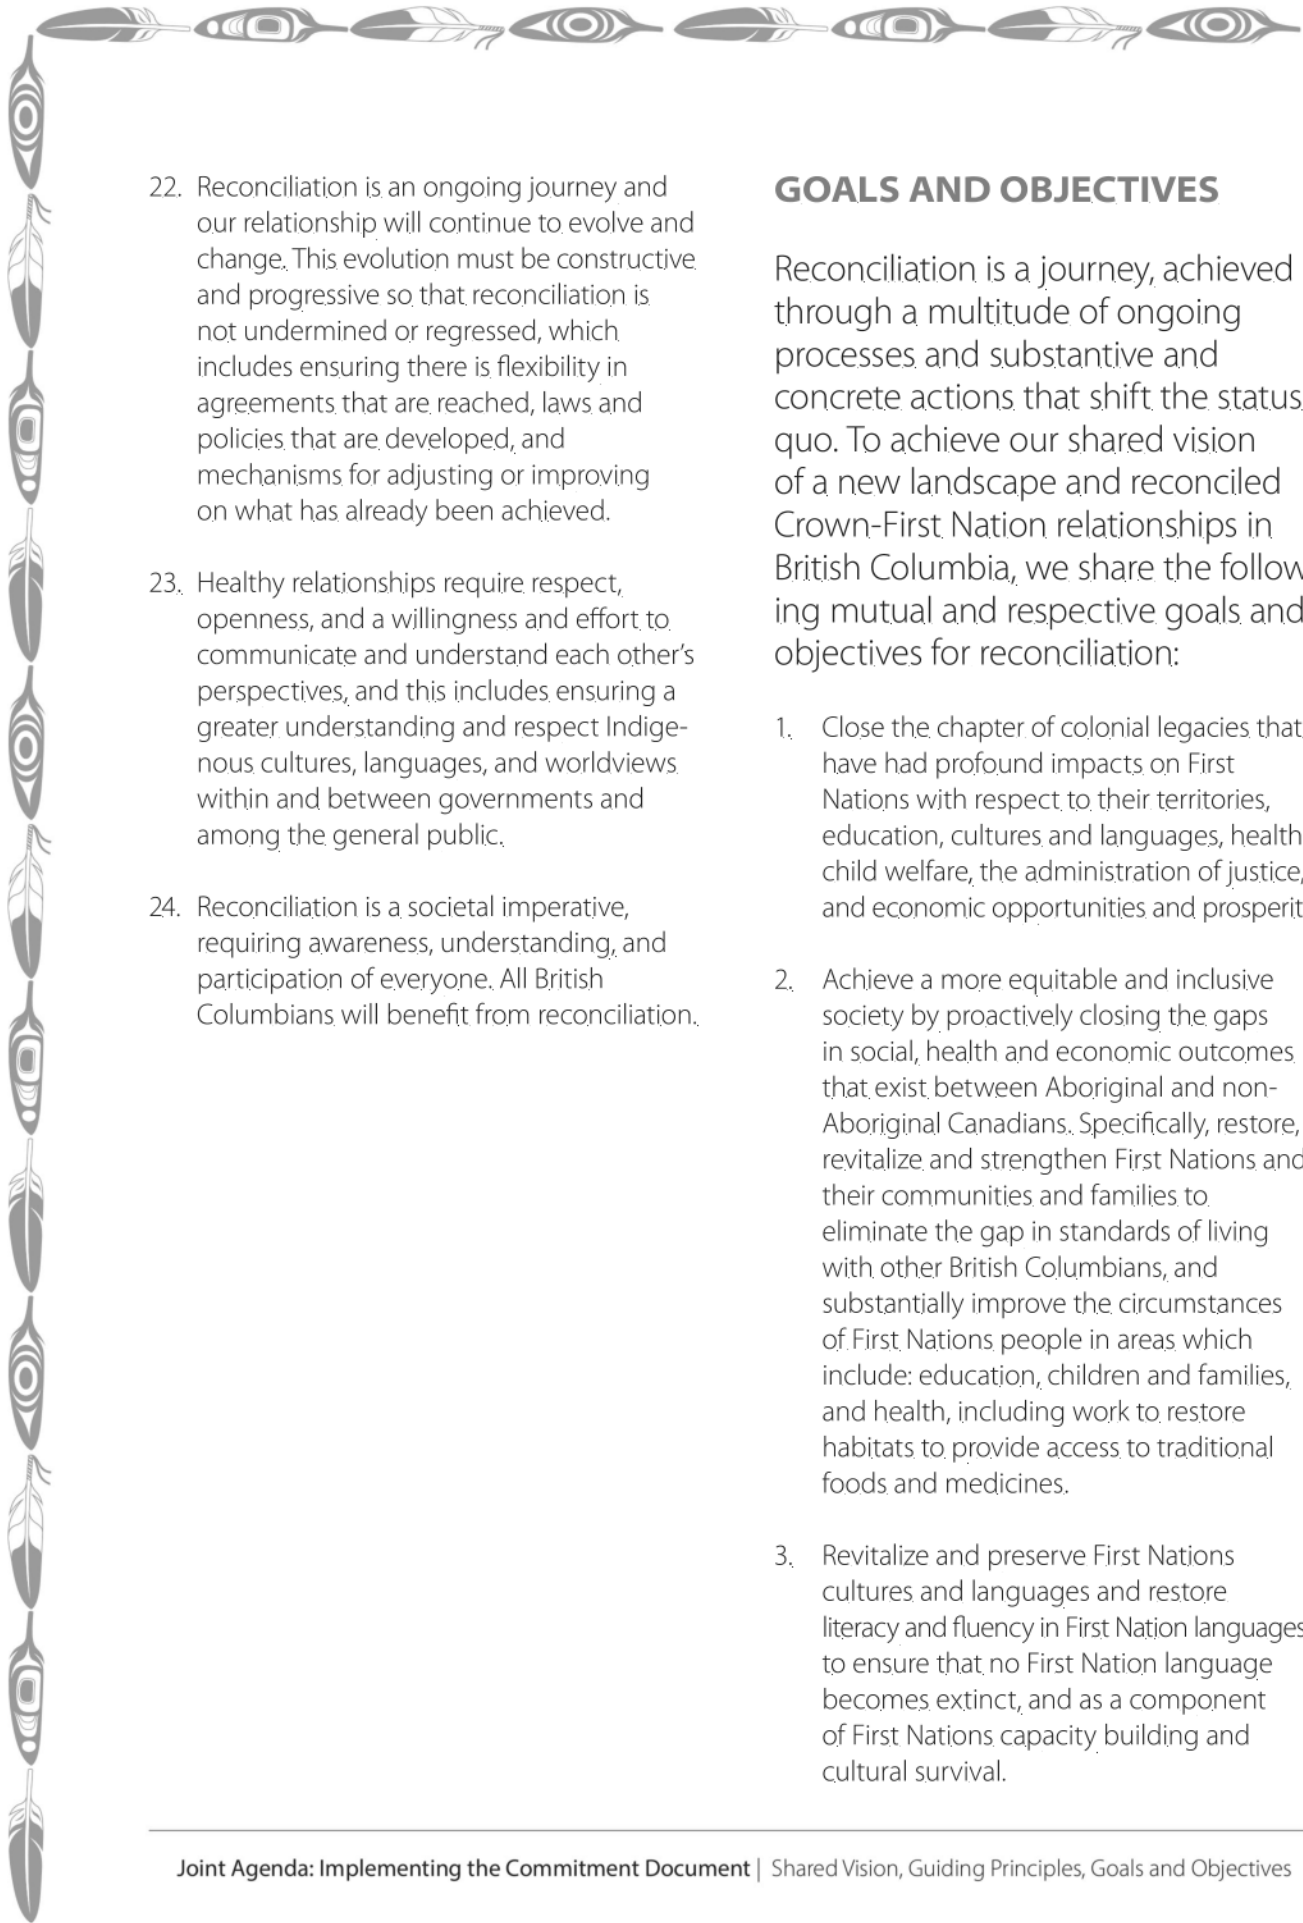 22. Reconciliation is an ongoing journey and
our relationship will continue to evolve and
change. This evolution must be constructive
and progressive so that reconciliation is
not undermined or regressed, which
includes ensuring there is flexibility in
agreements that are reached, laws and
policies that are developed, and
mechanisms for adjusting or improving
on what has already been achieved.
23. Healthy relationships require respect,
openness, and a willingness and effort to
communicate and understand each other's
perspectives, and this includes ensuring a
greater understanding and respect Indige-
nous cultures, languages, and worldviews
within and between governments and
among the general public.
24. Reconciliation is a societal imperative,
requiring awareness, understanding, and
participation of everyone. All British
Columbians will benefit from reconciliation.
GOALS AND OBJECTIVES
Reconciliation is a journey, achieved
through a multitude of ongoing
processes and substantive and
concrete actions that shift the status
quo. To achieve our shared vision
of a new landscape and reconciled
Crown-First Nation relationships in
British Columbia, we share the follow
ing mutual and respective goals and
objectives for reconciliation:
1. Close the chapter of colonial legacies that
have had profound impacts on First
Nations with respect to their territories,
education, cultures and languages, health
child welfare, the administration of justice,
and economic opportunities and prosperit
2. Achieve a more equitable and inclusive
society by proactively closing the gaps
in social, health and economic outcomes
that exist between Aboriginal and non-
Aboriginal Canadians. Specifically, restore,
revitalize and strengthen First Nations and
their communities and families to
eliminate the gap in standards of living
with other British Columbians, and
substantially improve the circumstances
of First Nations people in areas which
include: education, children and families,
and health, including work to restore
habitats to provide access to traditional
foods and medicines.
3. Revitalize and preserve First Nations
cultures and languages and restore
literacy and fluency in First Nation languages
to ensure that no First Nation language
becomes extinct, and as a component
of First Nations capacity building and
cultural survival.
Joint Agenda: Implementing the Commitment Document | Shared Vision, Guiding Principles, Goals and Objectives